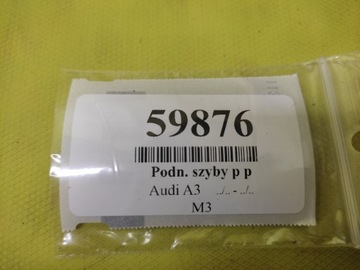 59876
Podn. szyby p p
Audi A3 ../.. - ../..
M3